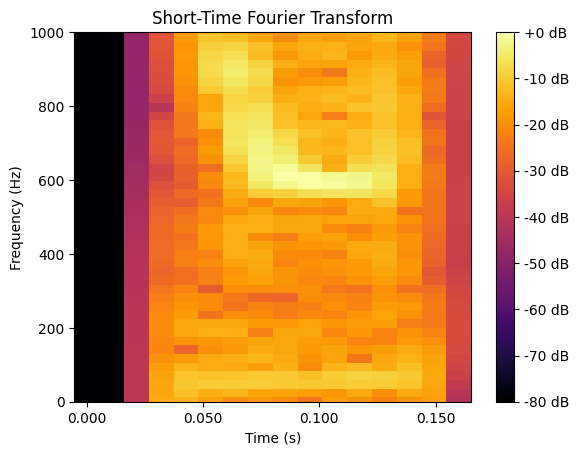 Short-Time Fourier Transform
1000
800
600
400
200
0
Frequency (Hz)
0.000
0.050
0.100
0.150
Time (s)
+0 dB
-10 dB
-20 dB
-30 dB
-40 dB
-50 dB
-60 dB
-70 dB
-80 dB